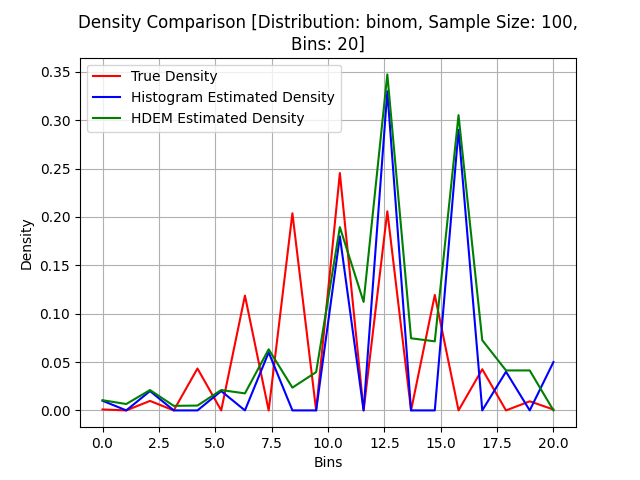 Density Comparison [Distribution: binom, Sample Size: 100,
Bins: 20]
True Density
Histogram Estimated Density
HDEM Estimated Density
Density
0.35
0.30
0.25
0.20
0.15
0.10
0.05
0.00
0.0 2.5 5.0 7.5 10.0 12.5 15.0 17.5 20.0
Bins